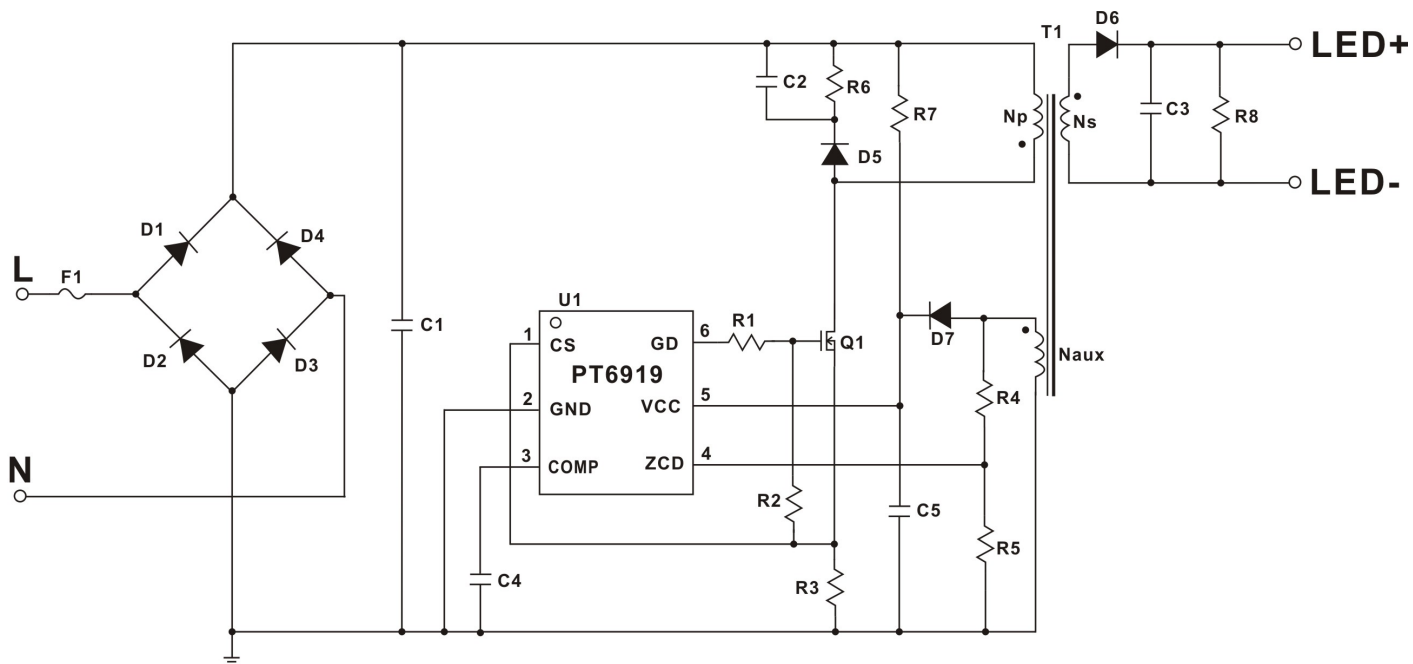 D6
T1
LED+
C2
R6
R7
Np
Ns
C3
R8
D5
LED-
D1
D4
L
F1
U1
C1
D2
D3
1
CS
GD
6
R1
Q1
D7
Naux
PT6919
2
GND
VCC
5
R4
N
3
COMP
ZCD
4
R2
C5
R5
C4
R3